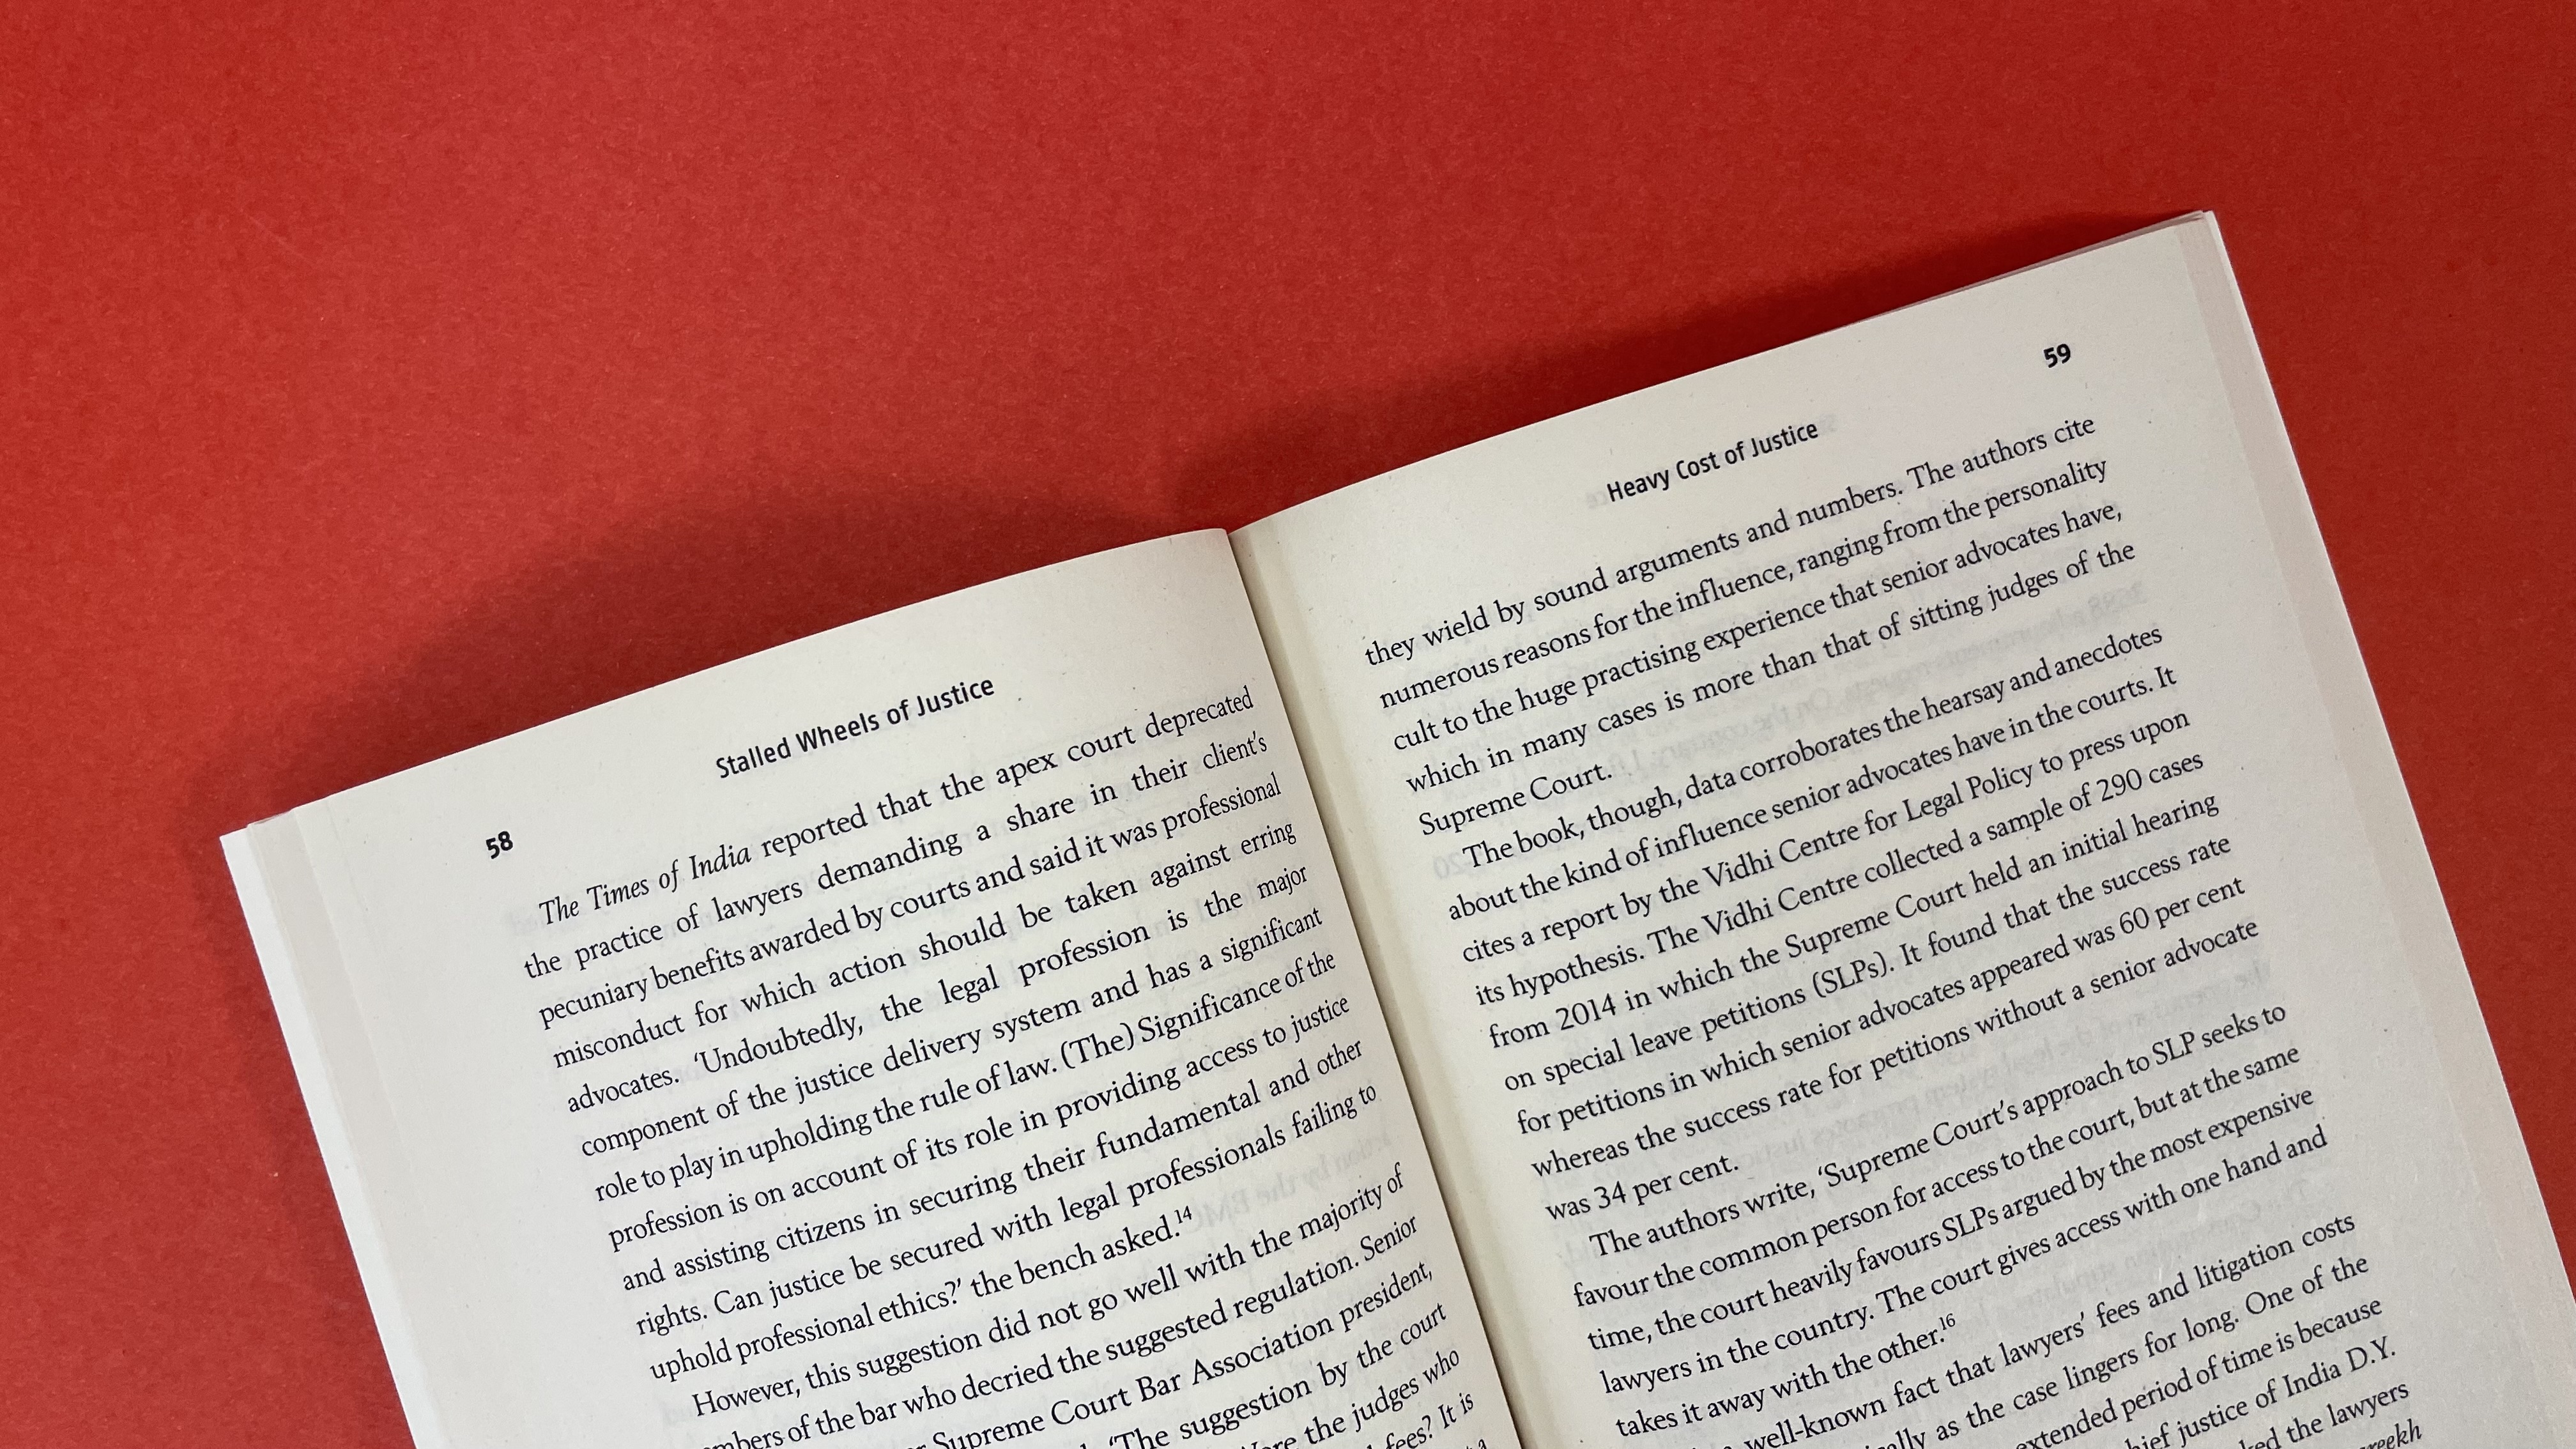 58
Stalled Wheels of Justice
The Times of India reported that the apex court deprecated
the practice of lawyers demanding a share in their client's
pecuniary benefits awarded by courts and said it was professional
misconduct for which action should be taken against erring
advocates. 'Undoubtedly, the legal profession is the major
component of the justice delivery system and has a significant
role to play in upholding the rule of law. (The) Significance of the
profession is on account of its role in providing access to justice
and assisting citizens in securing their fundamental and other
rights. Can justice be secured with legal professionals failing to
uphold professional ethics?' the bench asked.14
However, this suggestion did not go well with the majority of
of the bar who decried the suggested regulation. Senior
Supreme Court Bar Association president,
'The suggestion by the court
the judges who
fees? It is
59
Heavy Cost of Justice
they wield by sound arguments and numbers. The authors cite
numerous reasons for the influence, ranging from the personality
cult to the huge practising experience that senior advocates have,
which in many cases is more than that of sitting judges of the
Supreme Court.
The book, though, data corroborates the hearsay and anecdotes
about the kind of influence senior advocates have in the courts. It
cites a report by the Vidhi Centre for Legal Policy to press upon
its hypothesis. The Vidhi Centre collected a sample of 290 cases
from 2014 in which the Supreme Court held an initial hearing
on special leave petitions (SLPs). It found that the success rate
for petitions in which senior advocates appeared was 60 per cent
whereas the success rate for petitions without a senior advocate
was 34 per cent.
The authors write, 'Supreme Court's approach to SLP seeks to
favour the common person for access to the court, but at the same
time, the court heavily favours SLPs argued by the most expensive
lawyers in the country. The court gives access with one hand and
takes it away with the other.'16
well-known fact that lawyers' fees and litigation costs
as the case lingers for long. One of the
extended period of time is because
justice of India D.Y.
the lawyers